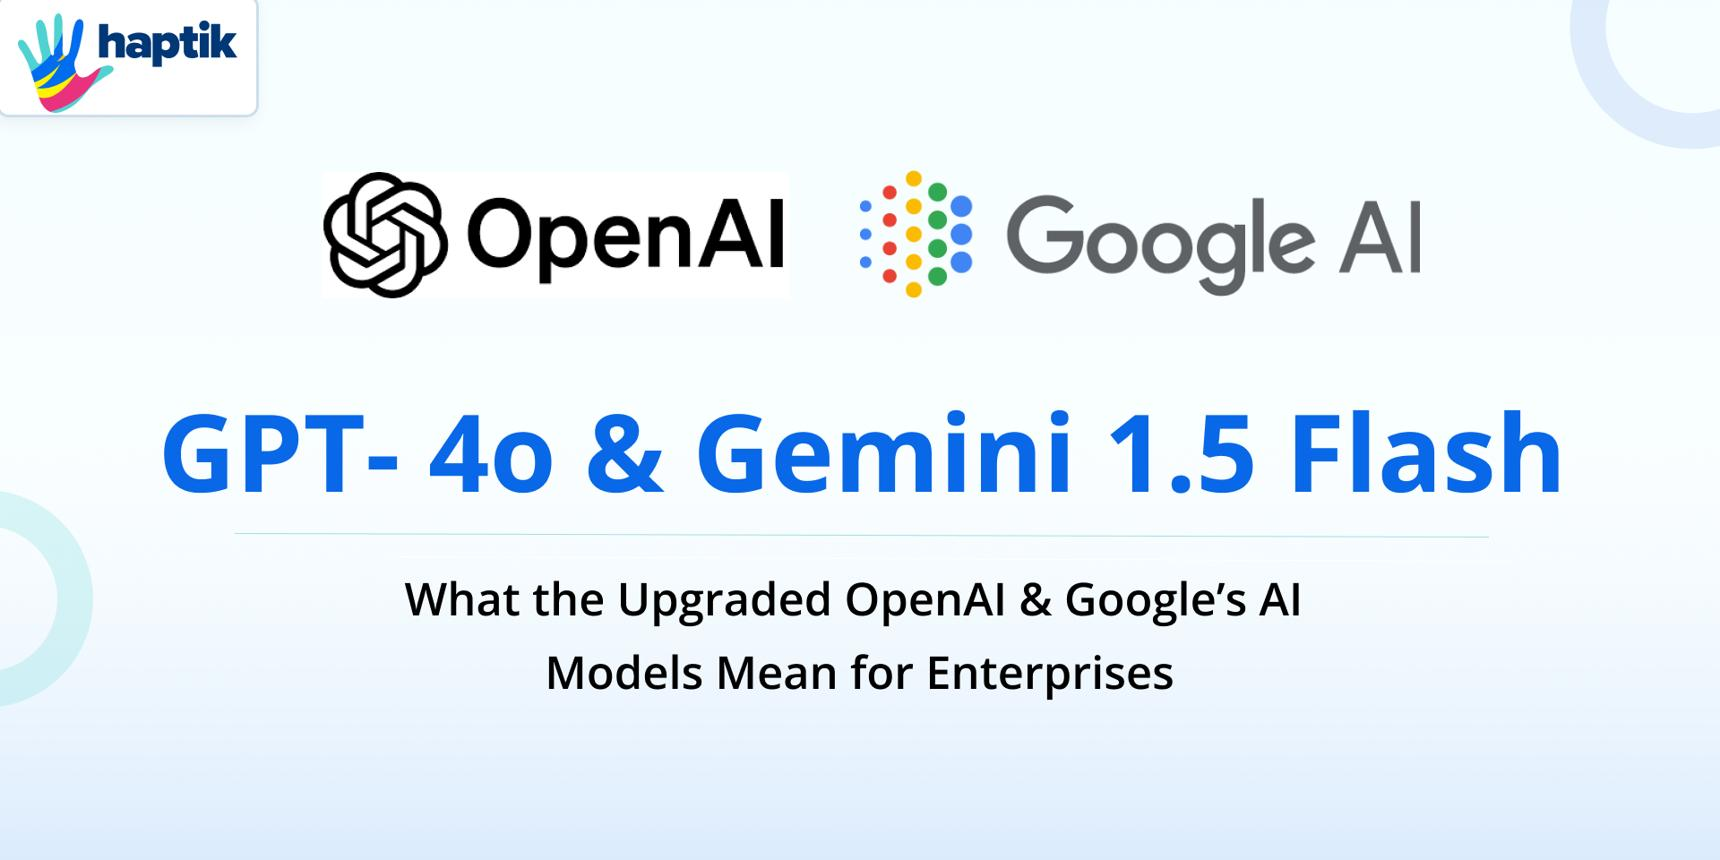 haptik
OpenAI
Google AI
GPT- 4o & Gemini 1.5 Flash
What the Upgraded OpenAI & Google’s AI
Models Mean for Enterprises